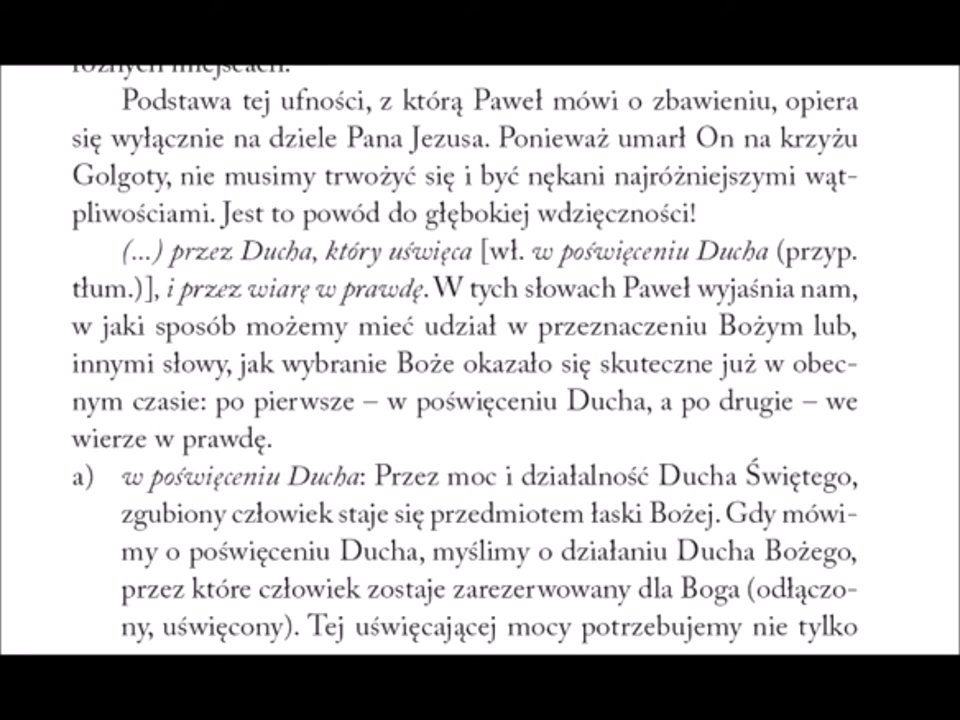 różnych miejscach.
Podstawa tej ufności, z którą Paweł mówi o zbawieniu, opiera
się wyłącznie na dziele Pana Jezusa. Ponieważ umarł On na krzyżu
Golgoty, nie musimy trwożyć się i być nękani najróżniejszymi wąt-
pliwościami. Jest to powód do głębokiej wdzięczności!
(...) przez Ducha, który uświęca [wł. w poświęceniu Ducha (przyp.
tłum.)], i przez wiarę w prawdę. W tych słowach Paweł wyjaśnia nam,
w jaki sposób możemy mieć udział w przeznaczeniu Bożym lub,
innymi słowy, jak wybranie Boże okazało się skuteczne już w obec-
nym czasie: po pierwsze – w poświęceniu Ducha, a po drugie – we
wierze w prawdę.
a) w poświęceniu Ducha: Przez moc i działalność Ducha Świętego,
zgubiony człowiek staje się przedmiotem łaski Bożej. Gdy mówi-
my o poświęceniu Ducha, myślimy o działaniu Ducha Bożego,
przez które człowiek zostaje zarezerwowany dla Boga (odłączo-
ny, uświęcony). Tej uświęcającej mocy potrzebujemy nie tylko